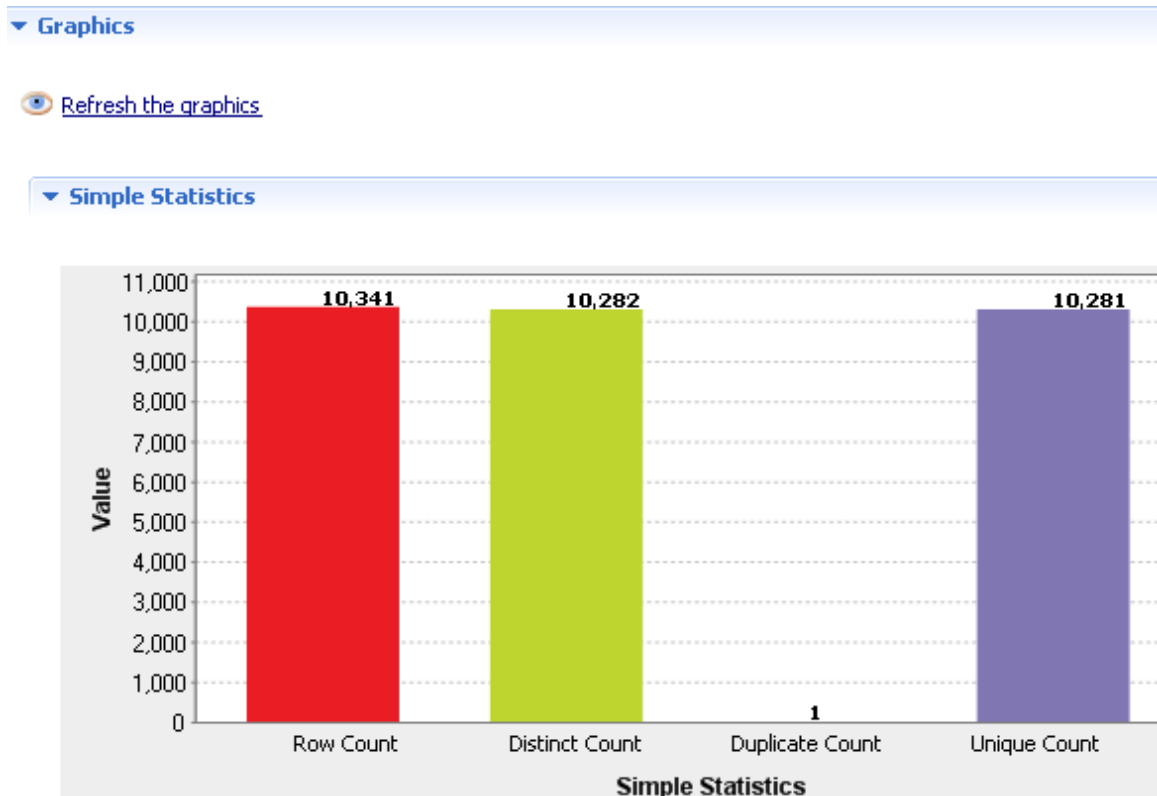 Graphics
Refresh the graphics
Simple Statistics
11,000
10,000
9,000
8,000
7,000
6,000
5,000
4,000
3,000
2,000
1,000
0
Value
10,341
10,282
1
10,281
Row Count
Distinct Count
Duplicate Count
Unique Count
Simple Statistics